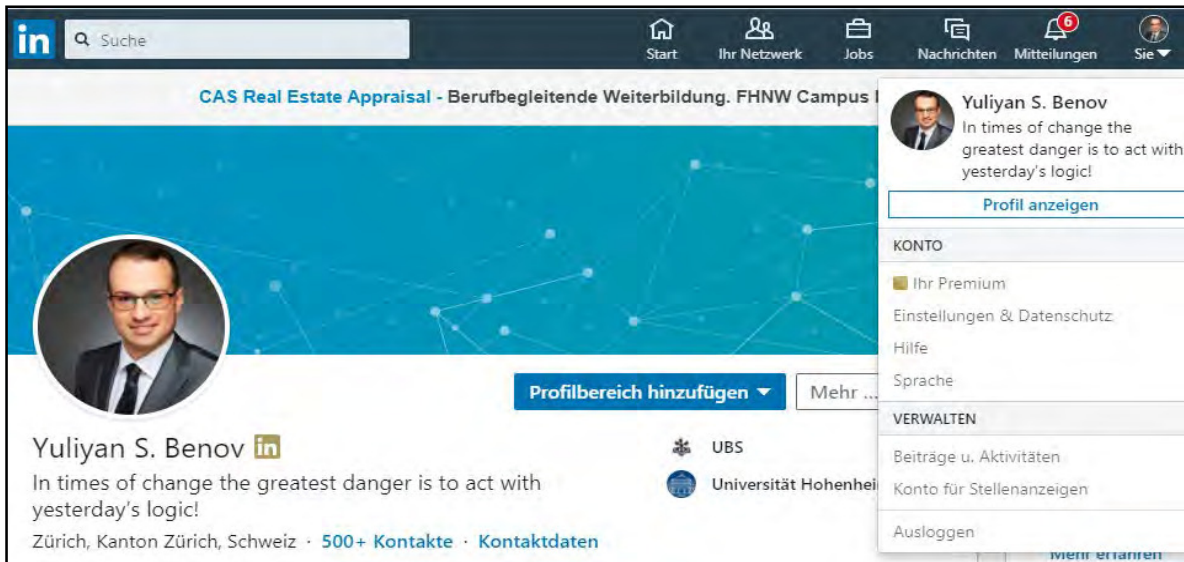 in
Suche
Start
Ihr Netzwerk
Jobs
Nachrichten
6
Mitteilungen
Sie
CAS Real Estate Appraisal - Berufbegleitende Weiterbildung. FHNW Campus
Yuliyan S. Benov
In times of change the
greatest danger is to act with
yesterday's logic!
Profil anzeigen
KONTO
Ihr Premium
Einstellungen & Datenschutz
Hilfe
Sprache
VERWALTEN
Beiträge u. Aktivitäten
Konto für Stellenanzeigen
Ausloggen
Profilbereich hinzufügen
Mehr ...
Yuliyan S. Benov in
In times of change the greatest danger is to act with
yesterday's logic!
Zürich, Kanton Zürich, Schweiz · 500+ Kontakte · Kontaktdaten
UBS
Universität Hohenhei
Mehr erfahren